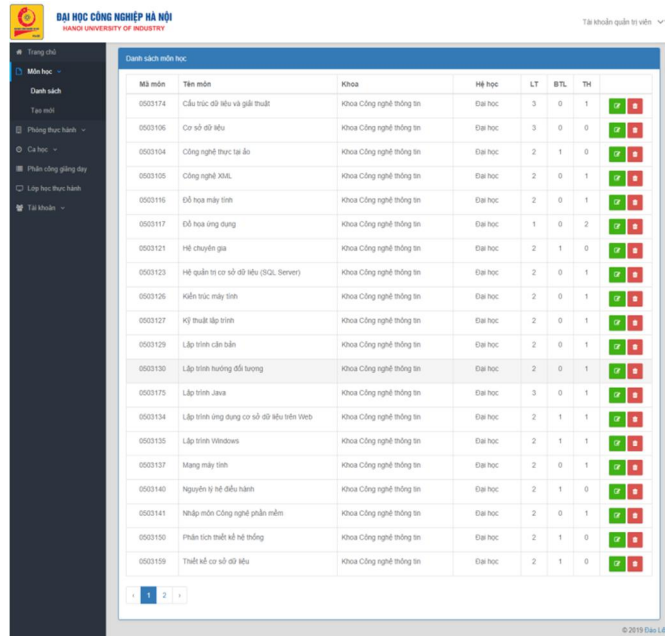 ĐẠI HỌC CÔNG NGHIỆP HÀ NỘI
HANOI UNIVERSITY OF INDUSTRY
Tài khoản quản trị viên
Trang chủ
Môn học
Danh sách
Tạo mới
Phòng thực hành
Ca học
Phân công giảng dạy
Lớp học thực hành
Tài khoản
Danh sách môn học
Mã môn Tên môn Khoa Hệ học LT BTL TH
0503174 Cấu trúc dữ liệu và giải thuật Khoa Công nghệ thông tin Đại học 3 0 1
0503106 Cơ sở dữ liệu Khoa Công nghệ thông tin Đại học 3 0 0
0503104 Công nghệ thực tại ảo Khoa Công nghệ thông tin Đại học 2 1 0
0503105 Công nghệ XML Khoa Công nghệ thông tin Đại học 2 0 1
0503116 Đồ họa máy tính Khoa Công nghệ thông tin Đại học 2 0 1
0503117 Đồ họa ứng dụng Khoa Công nghệ thông tin Đại học 1 0 2
0503121 Hệ chuyên gia Khoa Công nghệ thông tin Đại học 2 1 0
0503123 Hệ quản trị cơ sở dữ liệu (SQL Server) Khoa Công nghệ thông tin Đại học 2 0 1
0503126 Kiến trúc máy tính Khoa Công nghệ thông tin Đại học 2 0 1
0503127 Kỹ thuật lập trình Khoa Công nghệ thông tin Đại học 2 0 1
0503129 Lập trình căn bản Khoa Công nghệ thông tin Đại học 2 0 1
0503130 Lập trình hướng đối tượng Khoa Công nghệ thông tin Đại học 2 0 1
0503175 Lập trình Java Khoa Công nghệ thông tin Đại học 3 0 1
0503134 Lập trình ứng dụng cơ sở dữ liệu trên Web Khoa Công nghệ thông tin Đại học 2 1 1
0503135 Lập trình Windows Khoa Công nghệ thông tin Đại học 2 1 1
0503137 Mạng máy tính Khoa Công nghệ thông tin Đại học 2 0 1
0503140 Nguyên lý hệ điều hành Khoa Công nghệ thông tin Đại học 2 1 0
0503141 Nhập môn Công nghệ phần mềm Khoa Công nghệ thông tin Đại học 2 0 1
0503150 Phân tích thiết kế hệ thống Khoa Công nghệ thông tin Đại học 2 1 0
0503159 Thiết kế cơ sở dữ liệu Khoa Công nghệ thông tin Đại học 2 1 0
‹ 1 2 ›
© 2019 Đào